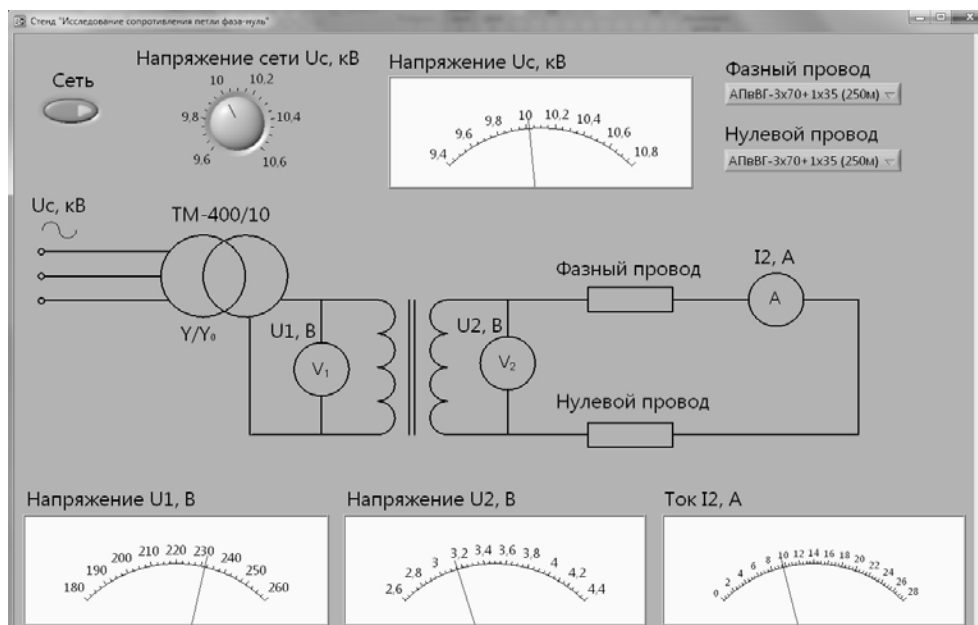 Стенд "Исследование сопротивления петли фаза-нуль"
Сеть
Напряжение сети Uc, кВ
9,6 9,8 10 10,2 10,4 10,6
Напряжение Uc, кВ
9,4 9,6 9,8 10 10,2 10,4 10,6 10,8
Фазный провод
АПвВГ-3х70+1х35 (250м)
Нулевой провод
АПвВГ-3х70+1х35 (250м)
Uc, кВ
ТМ-400/10
Y/Y₀
U1, В
V₁
U2, В
V₂
Фазный провод
I2, А
А
Нулевой провод
Напряжение U1, В
180 190 200 210 220 230 240 250 260
Напряжение U2, В
2,6 2,8 3 3,2 3,4 3,6 3,8 4 4,2 4,4
Ток I2, А
0 2 4 6 8 10 12 14 16 18 20 22 24 26 28